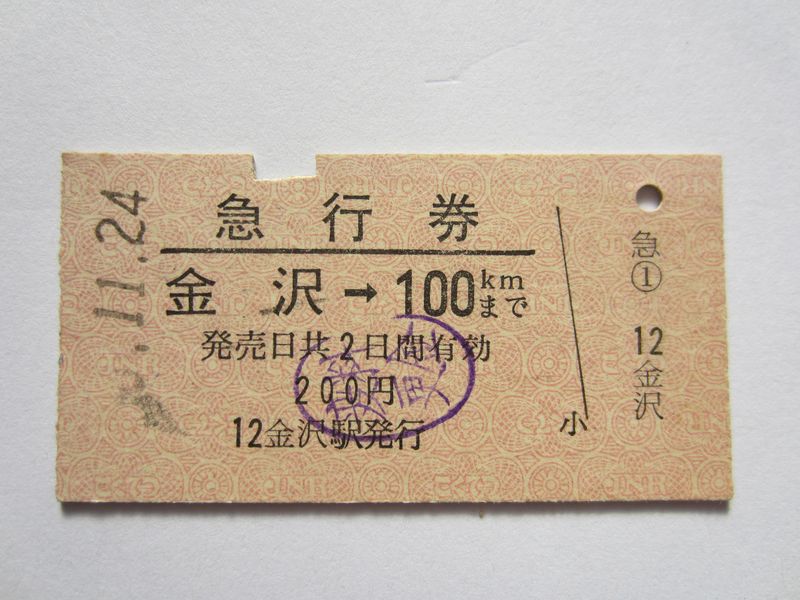 急行券
金沢→100kmまで
発売日共2日間有効
200円
12金沢駅発行
.11.24
小
急
①
12
金沢